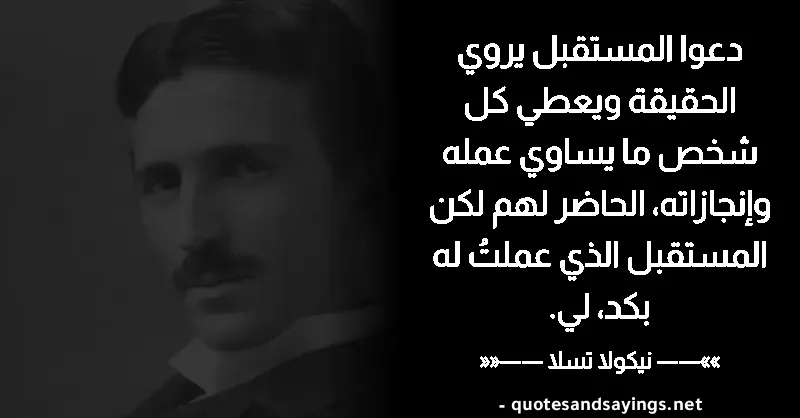 دعوا المستقبل يروي
الحقيقة ويعطي كل
شخص ما يساوي عمله
وإنجازاته، الحاضر لهم لكن
المستقبل الذي عملتُ له
بكد، لي.
»»—— نيكولا تسلا ——««
- quotesandsayings.net